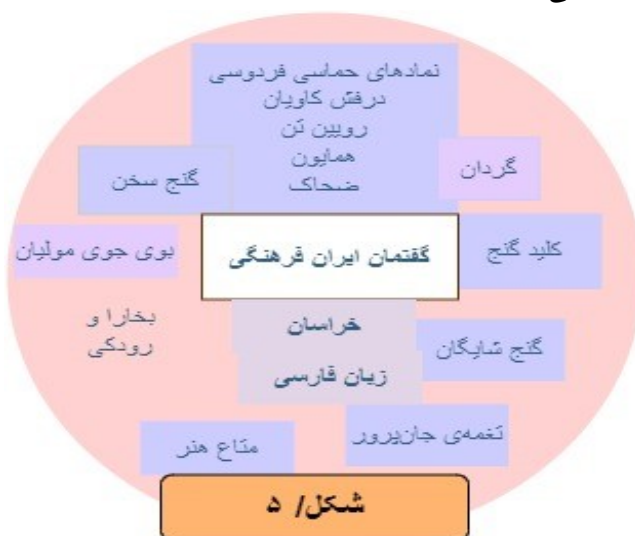 نمادهای حماسی فردوسی
درفش کاویان
رویین تن
همایون
ضحاک
گردان
گنج سخن
گفتمان ایران فرهنگی
کلید گنج
بوی جوی مولیان
خراسان
بخارا و
رودکی
گنج شایگان
زبان فارسی
نغمه‌ی جان‌پرور
متاع هنر
شکل/ ۵